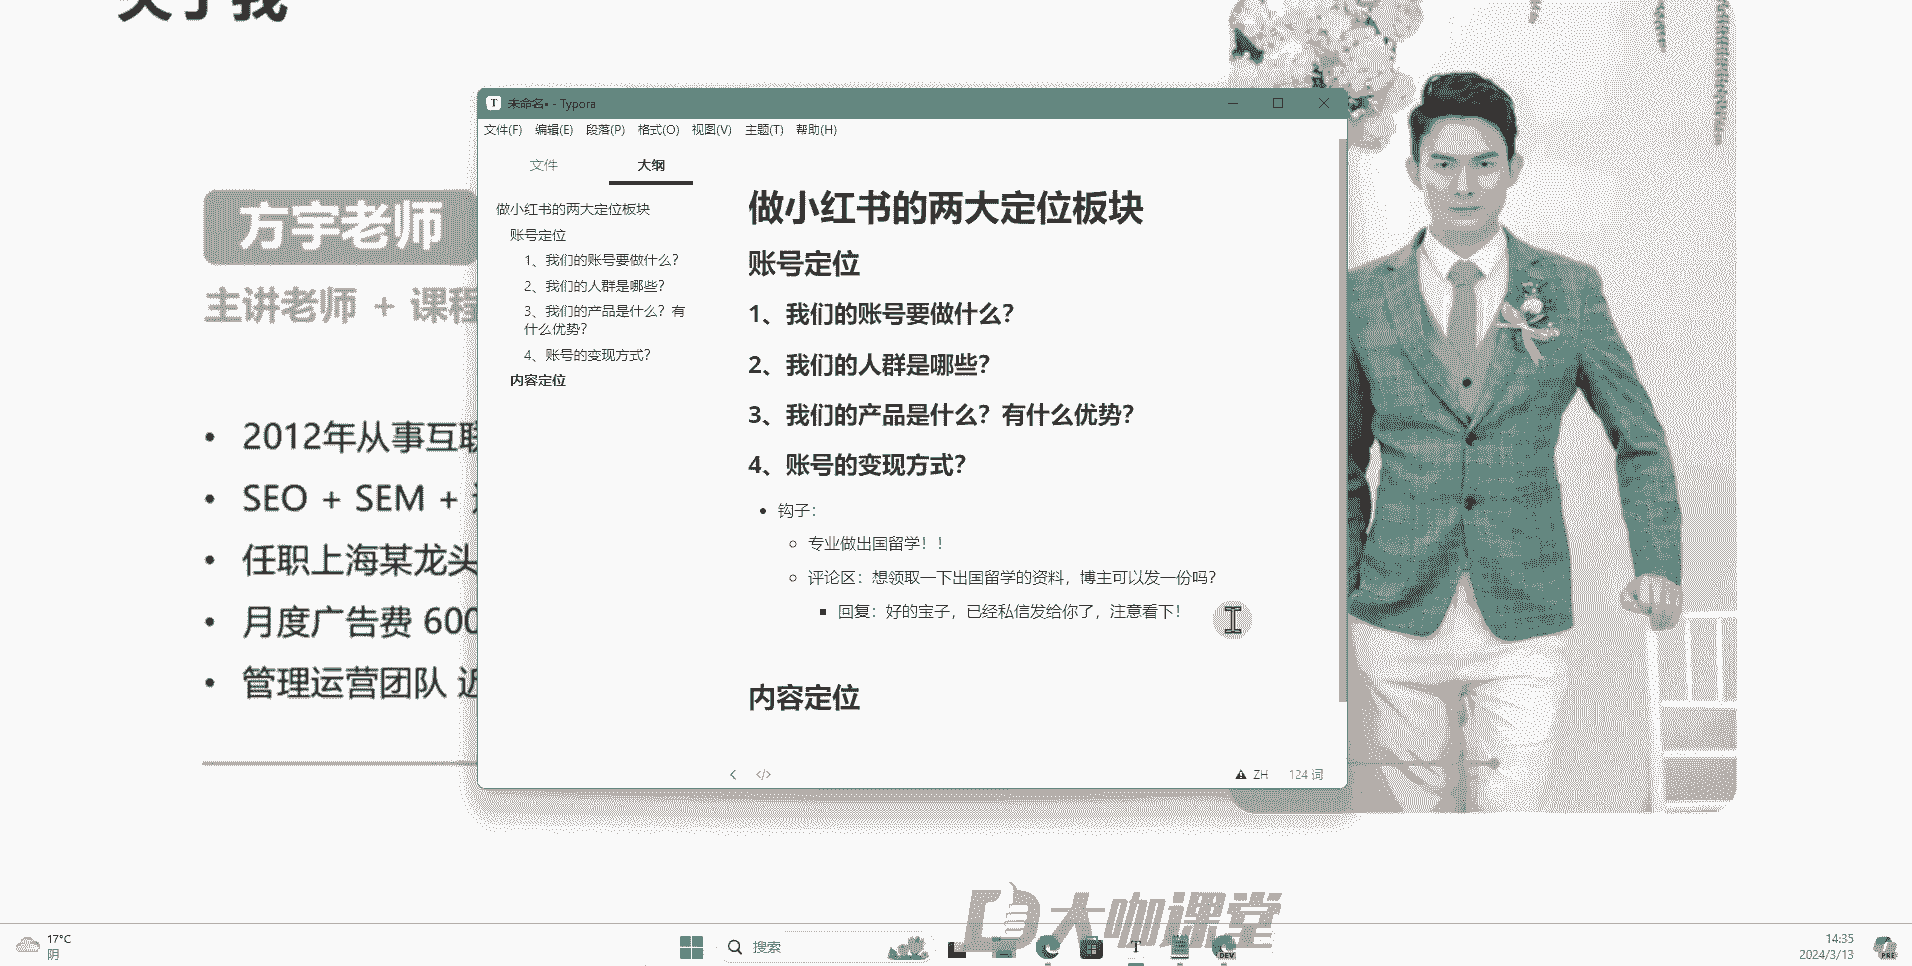 关于我
方宇老师
主讲老师 + 课程
2012年从事互联
SEO + SEM +
任职上海某龙头
月度广告费 600
管理运营团队 近
未命名• - Typora
文件(F) 编辑(E) 段落(P) 格式(O) 视图(V) 主题(T) 帮助(H)
文件 大纲
做小红书的两大定位板块
账号定位
1、我们的账号要做什么？
2、我们的人群是哪些？
3、我们的产品是什么？有
什么优势？
4、账号的变现方式？
内容定位
做小红书的两大定位板块
账号定位
1、我们的账号要做什么？
2、我们的人群是哪些？
3、我们的产品是什么？有什么优势？
4、账号的变现方式？
钩子：
专业做出国留学！！
评论区：想领取一下出国留学的资料，博主可以发一份吗？
回复：好的宝子，已经私信发给你了，注意看下！
内容定位
ZH 124 词
大咖课堂
17°C
阴
搜索
T
DEV
14:35
2024/3/13
PRE